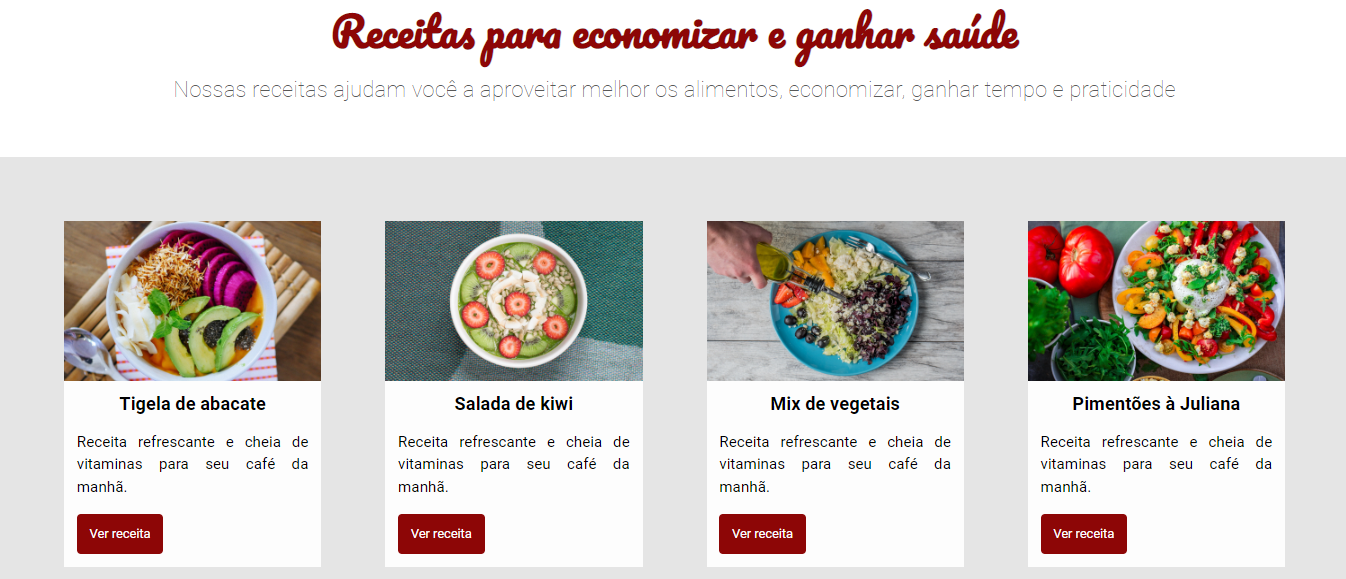 Receitas para economizar e ganhar saúde
Nossas receitas ajudam você a aproveitar melhor os alimentos, economizar, ganhar tempo e praticidade
Tigela de abacate
Receita refrescante e cheia de
vitaminas para seu café da
manhã.
Ver receita
Salada de kiwi
Receita refrescante e cheia de
vitaminas para seu café da
manhã.
Ver receita
Mix de vegetais
Receita refrescante e cheia de
vitaminas para seu café da
manhã.
Ver receita
Pimentões à Juliana
Receita refrescante e cheia de
vitaminas para seu café da
manhã.
Ver receita